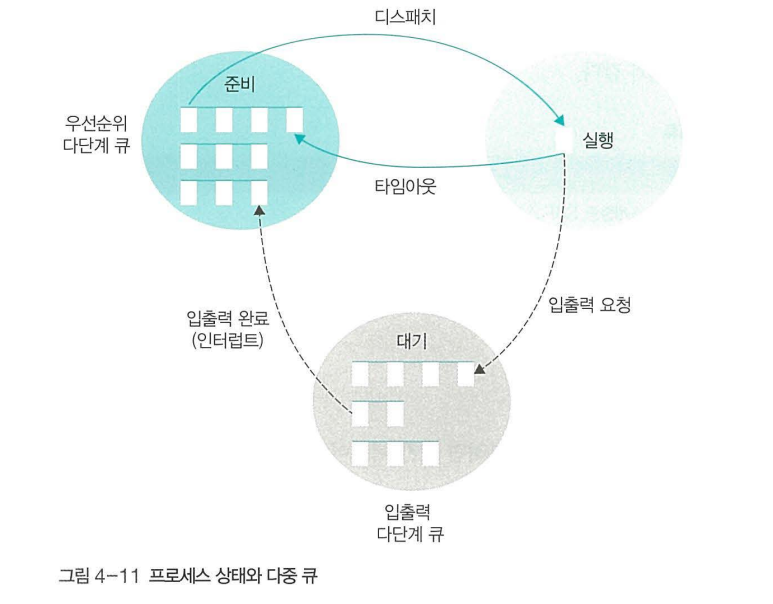 디스패치
준비
우선순위
다단계 큐
실행
타임아웃
입출력 완료
(인터럽트)
입출력 요청
대기
입출력
다단계 큐
그림 4-11 프로세스 상태와 다중 큐